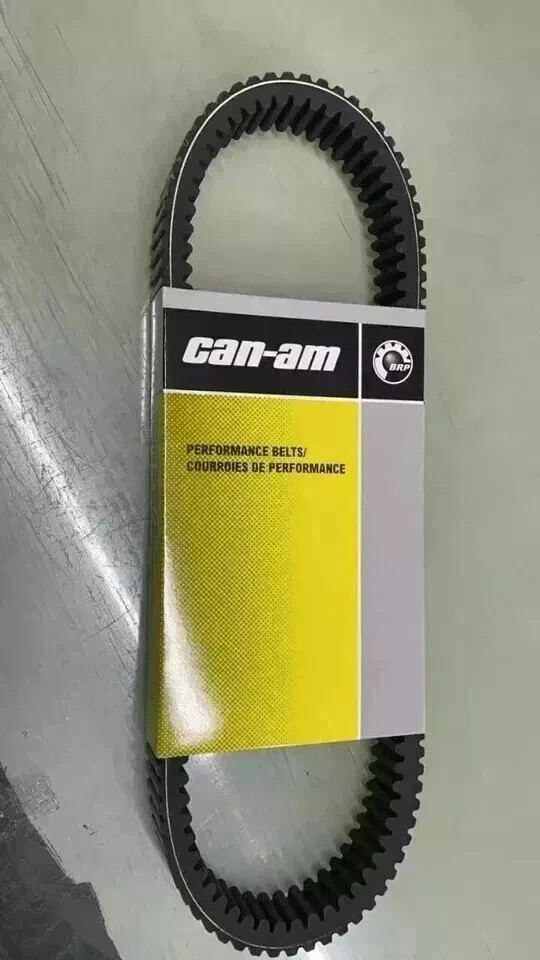 can-am
BRP
PERFORMANCE BELTS/
COURROIES DE PERFORMANCE